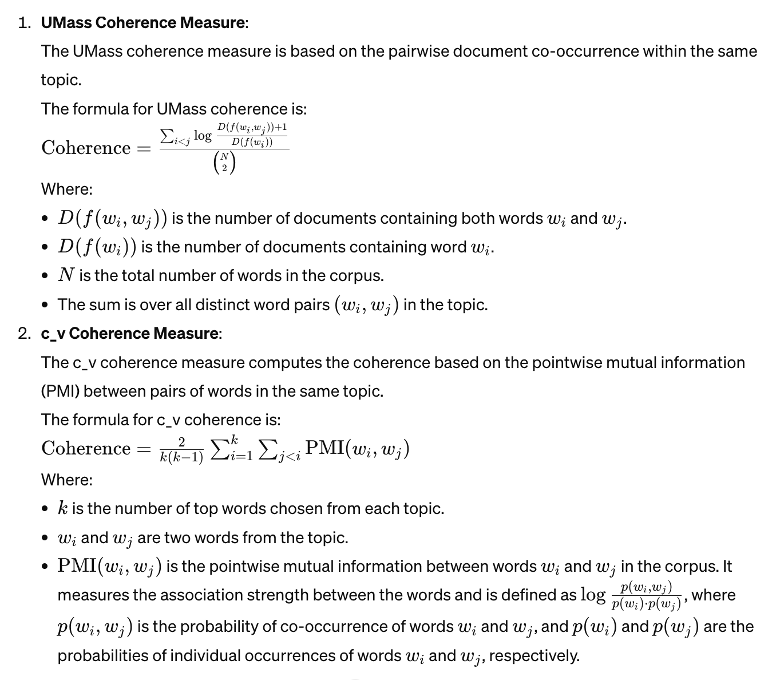 1. UMass Coherence Measure:
The UMass coherence measure is based on the pairwise document co-occurrence within the same
topic.
The formula for UMass coherence is:
Coherence = \frac{\sum_{i<j} \log \frac{D(f(w_i,w_j))+1}{D(f(w_i))}}{\binom{N}{2}}
Where:
• D(f(w_i, w_j)) is the number of documents containing both words w_i and w_j.
• D(f(w_i)) is the number of documents containing word w_i.
• N is the total number of words in the corpus.
• The sum is over all distinct word pairs (w_i, w_j) in the topic.
2. c_v Coherence Measure:
The c_v coherence measure computes the coherence based on the pointwise mutual information
(PMI) between pairs of words in the same topic.
The formula for c_v coherence is:
Coherence = \frac{2}{k(k-1)} \sum_{i=1}^{k} \sum_{j<i} PMI(w_i, w_j)
Where:
• k is the number of top words chosen from each topic.
• w_i and w_j are two words from the topic.
• PMI(w_i, w_j) is the pointwise mutual information between words w_i and w_j in the corpus. It
measures the association strength between the words and is defined as \log \frac{p(w_i,w_j)}{p(w_i)·p(w_j)}, where
p(w_i, w_j) is the probability of co-occurrence of words w_i and w_j, and p(w_i) and p(w_j) are the
probabilities of individual occurrences of words w_i and w_j, respectively.